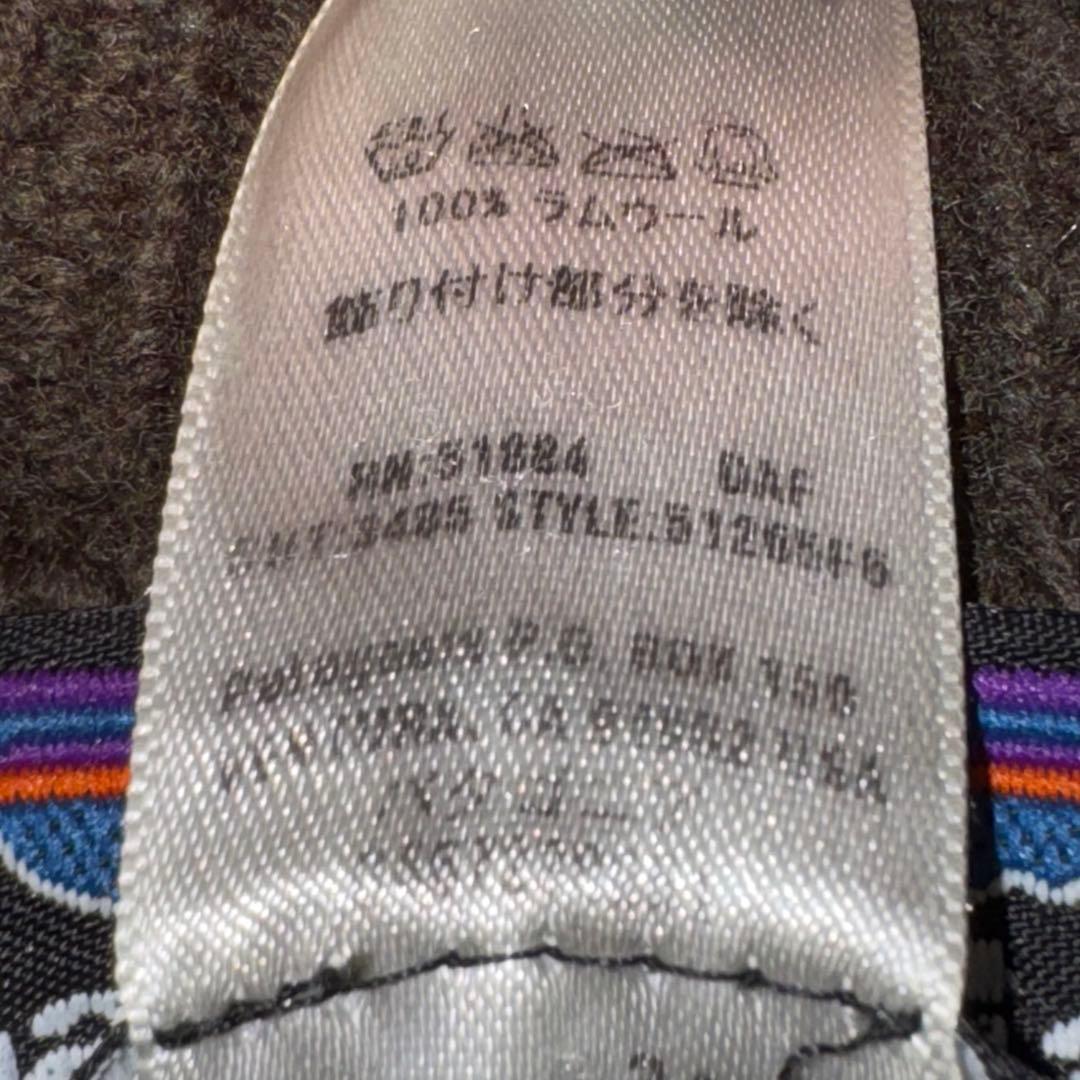 100% ラムウール
飾り付け部分を除く
RN:51884 DAF
3485 STYLE:51265F6
Patagonia P.O. BOX 150
VENTURA, CA 93002 USA